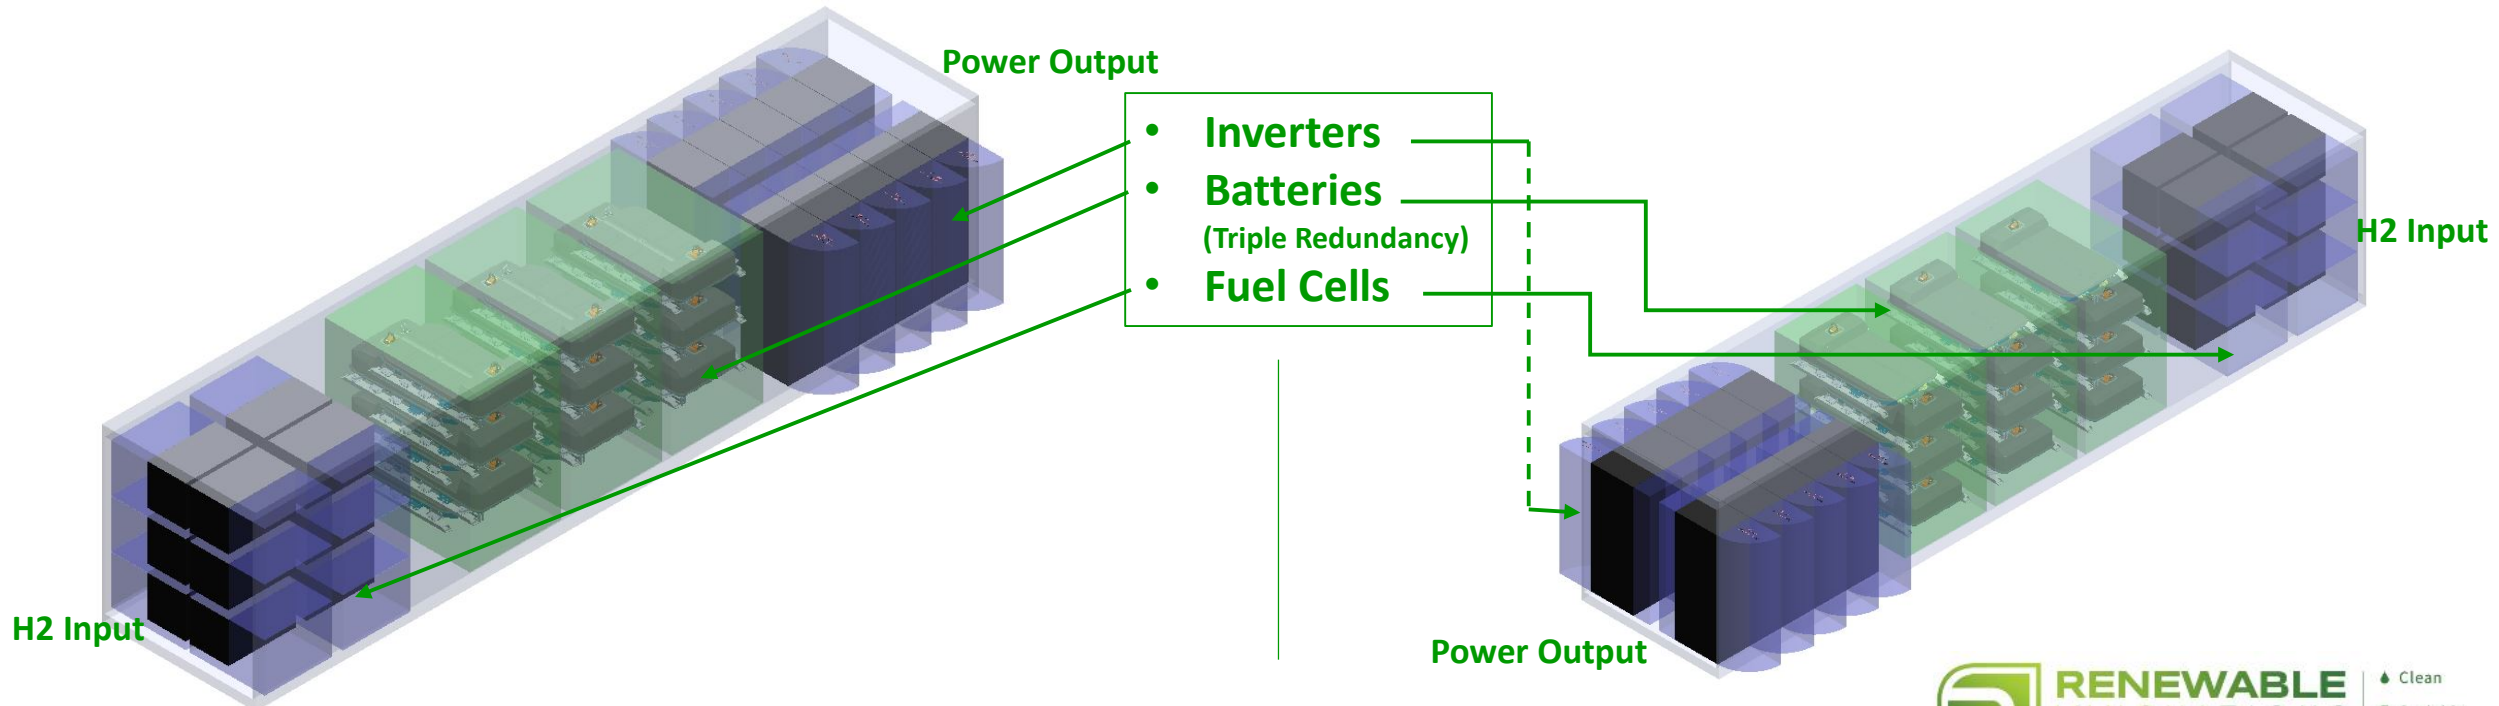 Power Output
• Inverters
• Batteries
(Triple Redundancy)
• Fuel Cells
H2 Input
H2 Input
Power Output
RENEWABLE
Clean